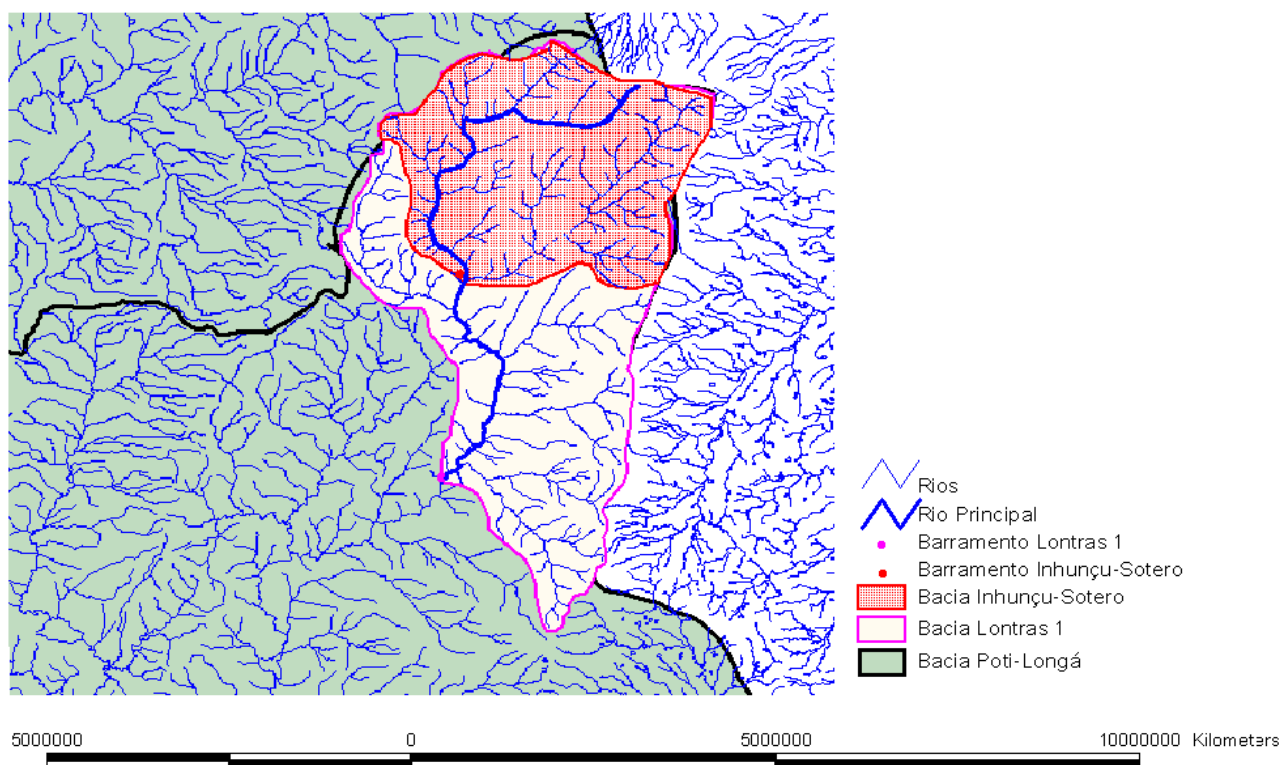 Rios
Rio Principal
Barramento Lontras 1
Barramento Inhunçu-Sotero
Bacia Inhunçu-Sotero
Bacia Lontras 1
Bacia Poti-Longá
5000000 0 5000000 10000000 Kilometers